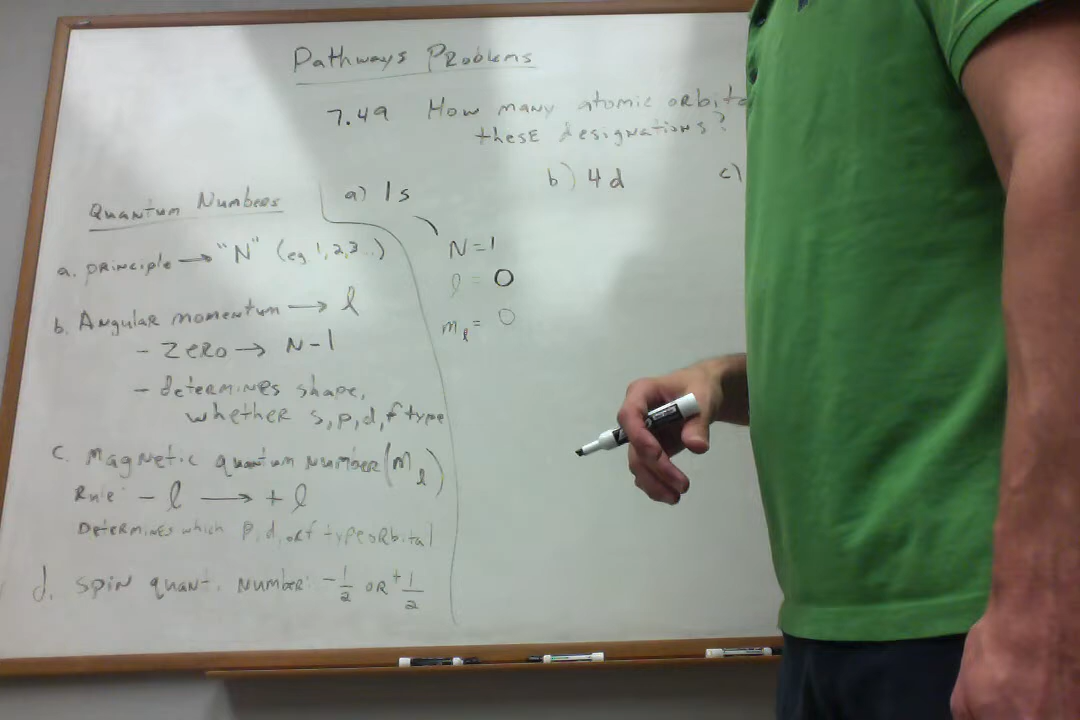 Pathways Problems
7.49 How many atomic orbita
these designations?
a) 1s b) 4d c)
Quantum Numbers
a. principle → "N" (eg 1,2,3...)
b. Angular momentum → l
- Zero → N-1
- determines shape,
whether s, p, d, f type
c. Magnetic quantum number (m l)
Rule: - l → + l
Determines which p, d, or f type orbital
d. Spin quant. number: -1/2 or +1/2
N = 1
l = 0
m l = 0